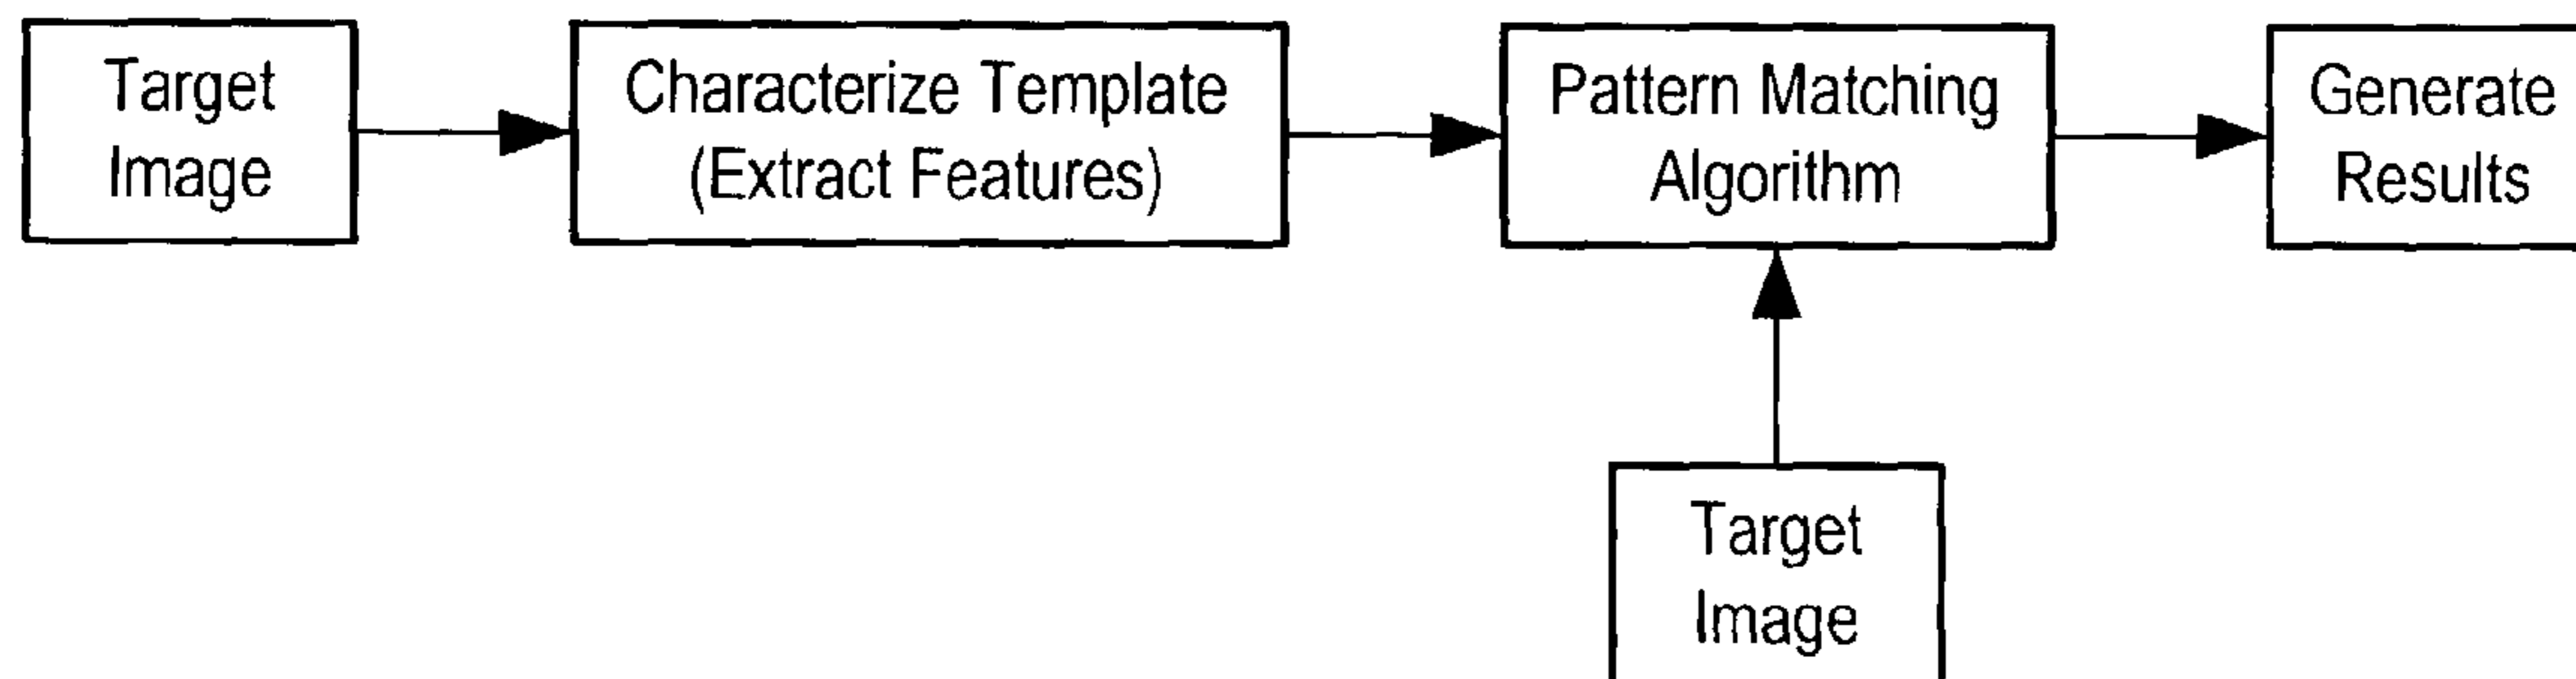 Target
Image
Characterize Template
(Extract Features)
Pattern Matching
Algorithm
Generate
Results
Target
Image